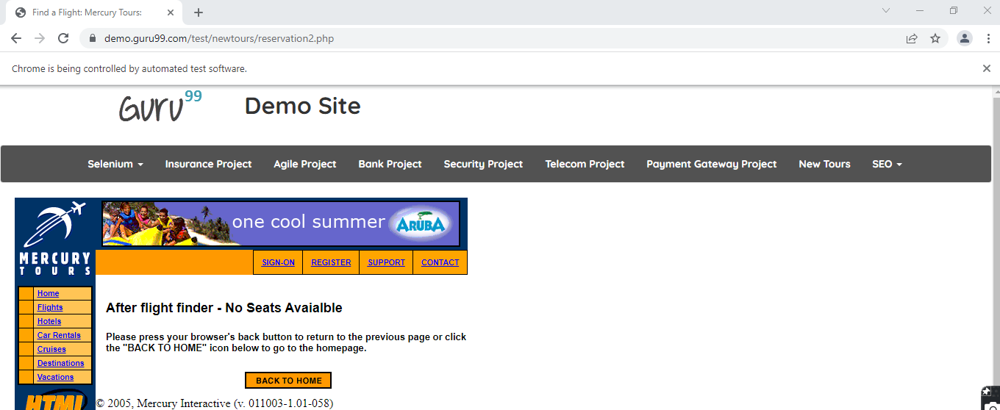 Find a Flight: Mercury Tours:
demo.guru99.com/test/newtours/reservation2.php
Chrome is being controlled by automated test software.
Guru99
Demo Site
Selenium Insurance Project Agile Project Bank Project Security Project Telecom Project Payment Gateway Project New Tours SEO
one cool summer ARUBA
MERCURY
TOURS
SIGN-ON REGISTER SUPPORT CONTACT
Home
Flights
Hotels
Car Rentals
Cruises
Destinations
Vacations
After flight finder - No Seats Avaialble
Please press your browser's back button to return to the previous page or click
the "BACK TO HOME" icon below to go to the homepage.
BACK TO HOME
HTML
© 2005, Mercury Interactive (v. 011003-1.01-058)